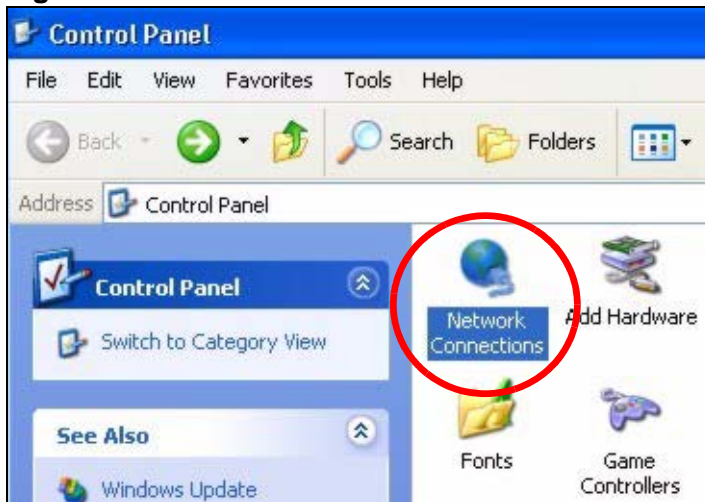 Control Panel
File Edit View Favorites Tools Help
Back Search Folders
Address Control Panel
Control Panel
Switch to Category View
See Also
Windows Update
Network
Connections
Add Hardware
Fonts
Game
Controllers